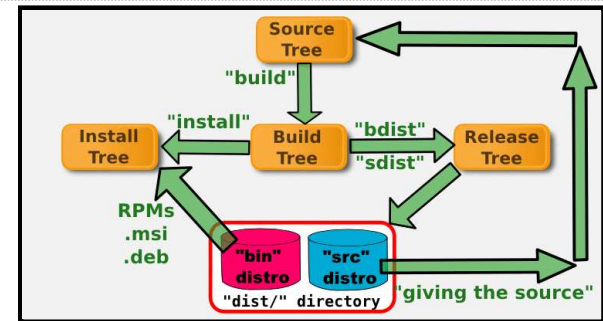 Source
Tree
"build"
"install"
"bdist"
"sdist"
Install
Tree
Build
Tree
Release
Tree
RPMs
.msi
.deb
"bin"
distro
"src"
distro
"dist/" directory
"giving the source"